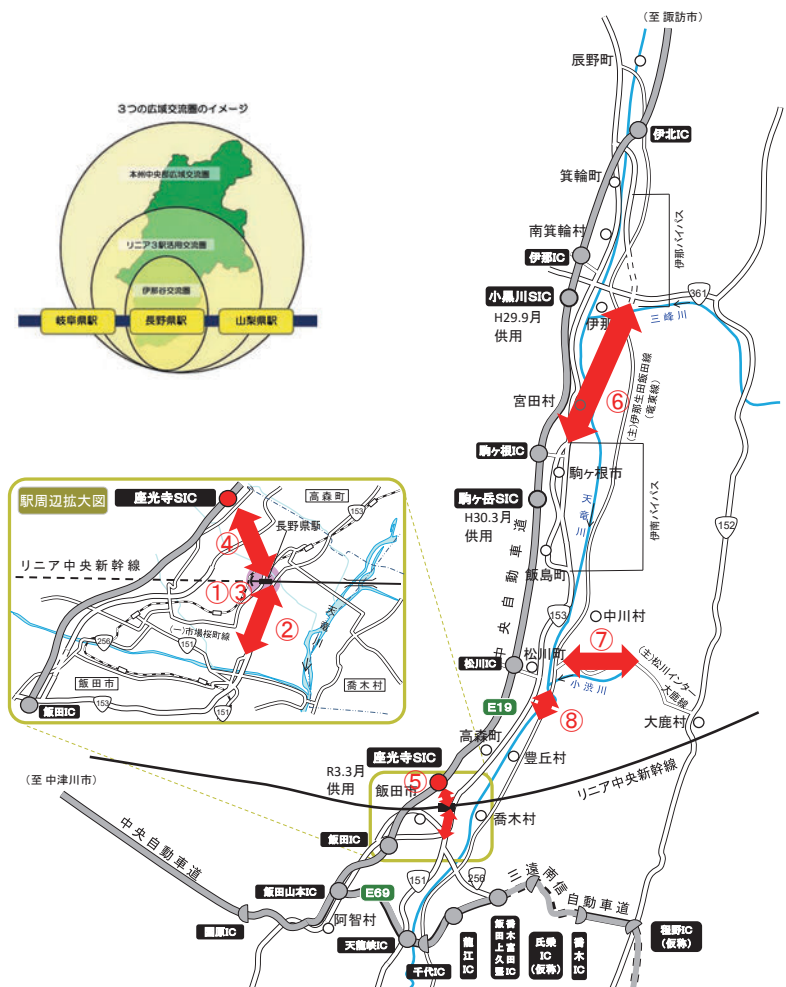 (至 諏訪市)
辰野町
伊北IC
箕輪町
南箕輪村
伊那IC
伊那バイパス
小黒川SIC
H29.9月
供用
伊那
361
三峰川
宮田村
⑥
(主)伊那生田飯田線
(竜東線)
駒ヶ根IC
駒ヶ根市
駒ヶ岳SIC
H30.3月
供用
天竜川
伊南バイパス
152
中央自動車道
飯島町
153
中川村
松川IC
松川町
⑦
(主)松川インター
大鹿線
小渋川
大鹿村
E19
⑧
高森町
豊丘村
リニア中央新幹線
座光寺SIC
R3.3月
供用
⑤
飯田市
喬木村
飯田IC
(至 中津川市)
中央自動車道
飯田山本IC
E69
151
256
三遠南信
自動車道
園原IC
阿智村
天龍峡IC
千代IC
龍江IC
飯田上久堅
喬木富田IC
氏乗IC
(仮称)
喬木IC
程野IC
(仮称)
3つの広域交流圏のイメージ
本州中央部広域交流圏
リニア3駅活用交流圏
伊那谷交流圏
岐阜県駅
長野県駅
山梨県駅
駅周辺拡大図
座光寺SIC
高森町
153
長野県駅
④
リニア中央新幹線
①③
②
天竜川
(一)市場桜町線
256
151
飯田市
153
151
喬木村
飯田IC